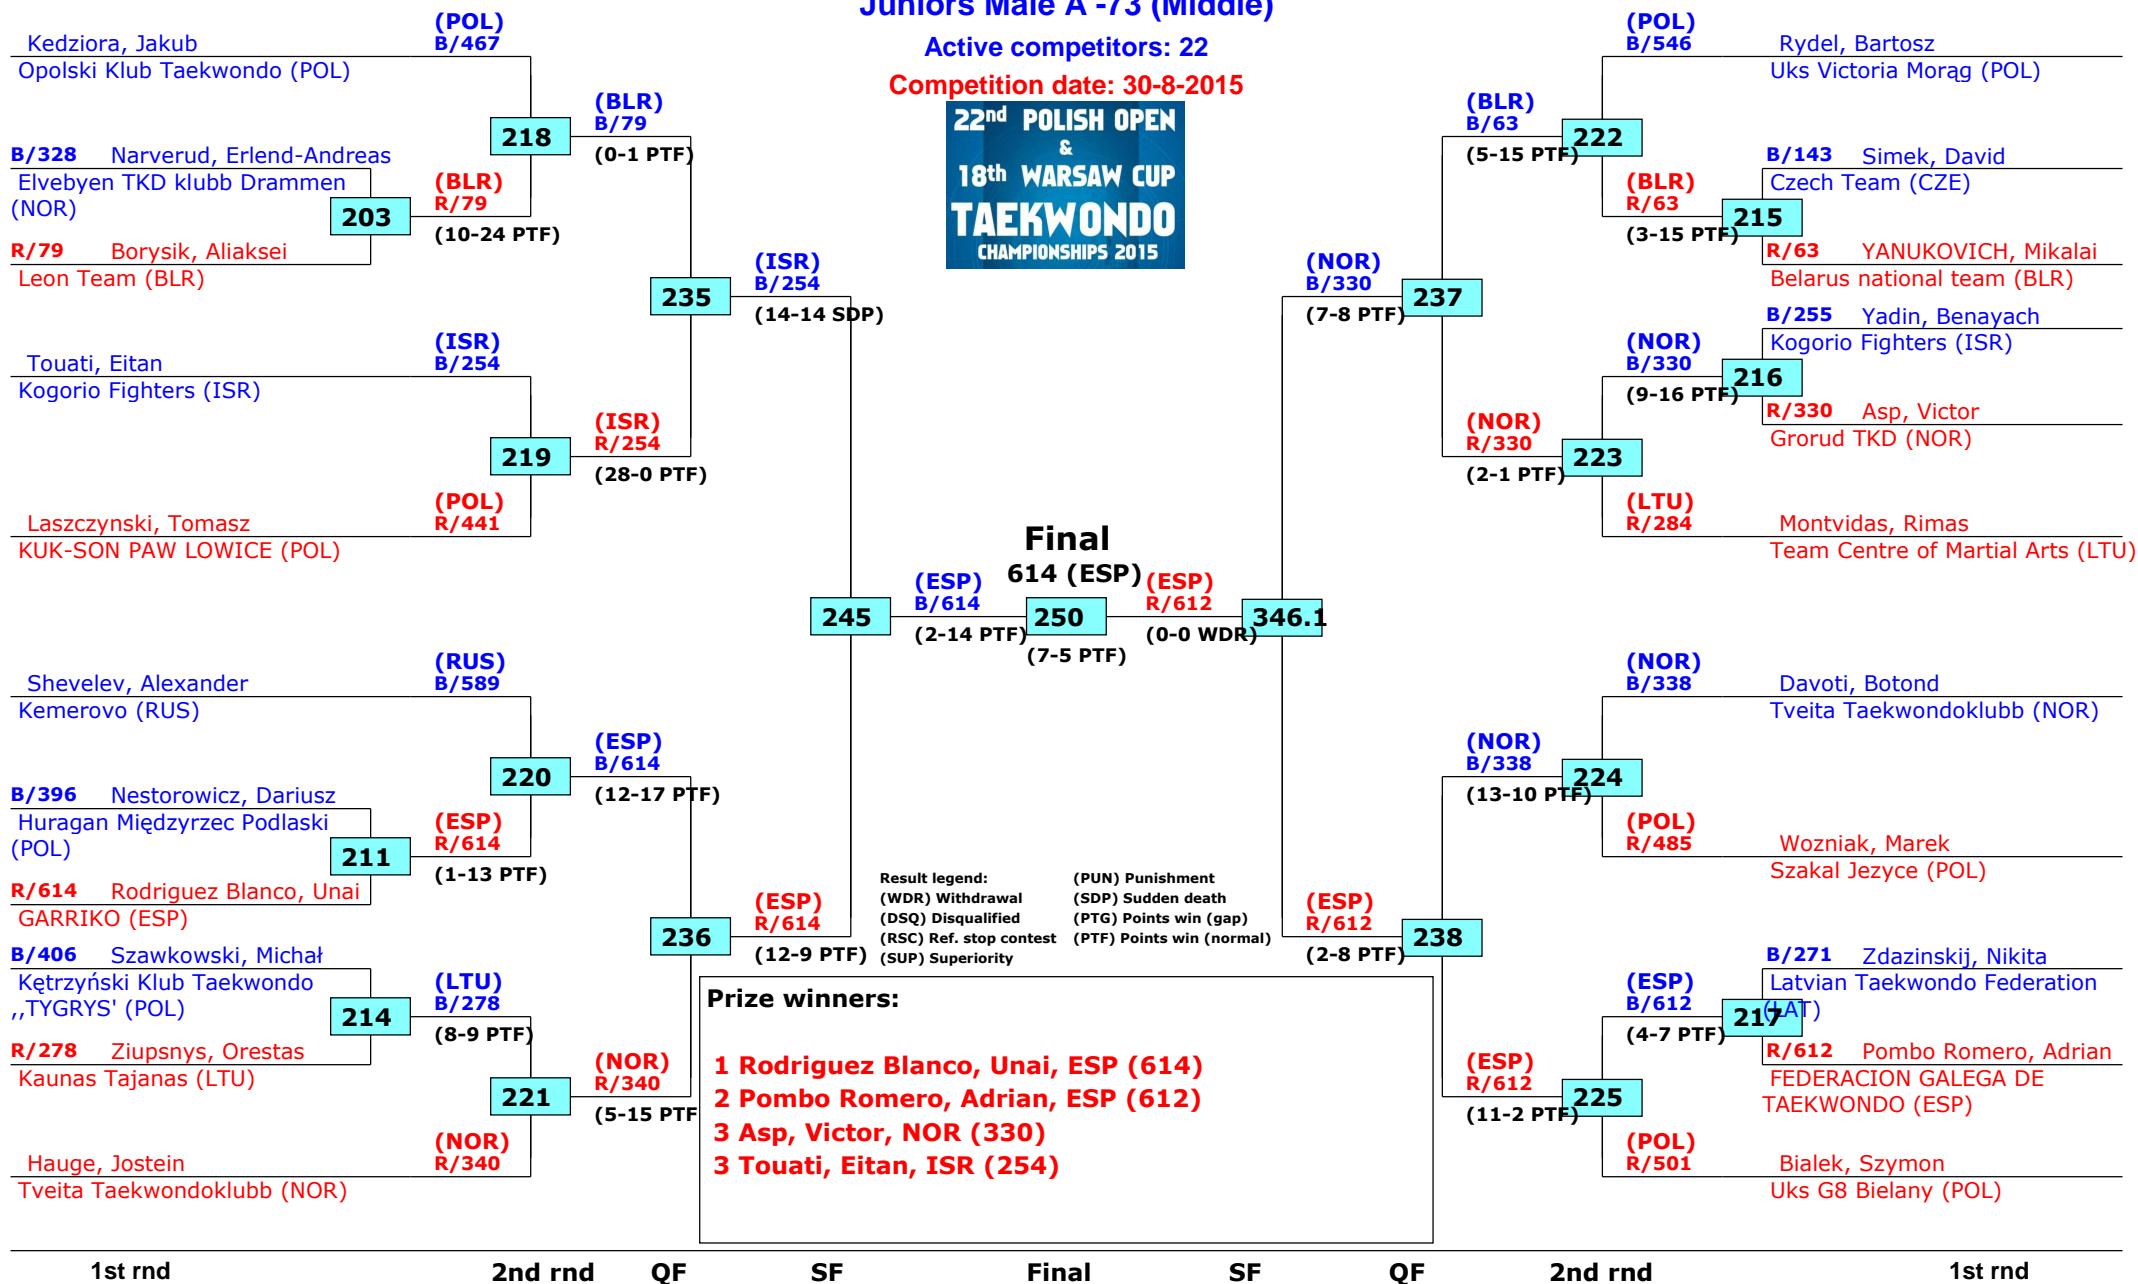 Juniors Male A -73 (Middle)
Active competitors: 22
Competition date: 30-8-2015
22nd POLISH OPEN
&
18th WARSAW CUP
TAEKWONDO
CHAMPIONSHIPS 2015
Kedziora, Jakub
Opolski Klub Taekwondo (POL)
(POL)
B/467
B/328 Narverud, Erlend-Andreas
Elvebyen TKD klubb Drammen
(NOR)
203
R/79 Borysik, Aliaksei
Leon Team (BLR)
(BLR)
R/79
(10-24 PTF)
218
(BLR)
B/79
(0-1 PTF)
Touati, Eitan
Kogorio Fighters (ISR)
(ISR)
B/254
219
Laszczynski, Tomasz
KUK-SON PAW LOWICE (POL)
(POL)
R/441
(ISR)
R/254
(28-0 PTF)
235
(ISR)
B/254
(14-14 SDP)
Shevelev, Alexander
Kemerovo (RUS)
(RUS)
B/589
B/396 Nestorowicz, Dariusz
Huragan Międzyrzec Podlaski
(POL)
211
R/614 Rodriguez Blanco, Unai
GARRIKO (ESP)
(ESP)
R/614
(1-13 PTF)
220
(ESP)
B/614
(12-17 PTF)
B/406 Szawkowski, Michał
Kętrzyński Klub Taekwondo
,,TYGRYS' (POL)
214
R/278 Ziupsnys, Orestas
Kaunas Tajanas (LTU)
(LTU)
B/278
(8-9 PTF)
221
Hauge, Jostein
Tveita Taekwondoklubb (NOR)
(NOR)
R/340
(NOR)
R/340
(5-15 PTF
236
(ESP)
R/614
(12-9 PTF)
245
(ESP)
B/614
(2-14 PTF)
Final
614 (ESP)
250
(7-5 PTF)
(ESP)
R/612
(0-0 WDR)
346.1
(POL)
B/546
Rydel, Bartosz
Uks Victoria Morąg (POL)
(BLR)
B/63
(5-15 PTF)
222
B/143 Simek, David
Czech Team (CZE)
(BLR)
R/63
(3-15 PTF)
215
R/63 YANUKOVICH, Mikalai
Belarus national team (BLR)
(NOR)
B/330
(7-8 PTF)
237
B/255 Yadin, Benayach
Kogorio Fighters (ISR)
(NOR)
B/330
(9-16 PTF)
216
R/330 Asp, Victor
Grorud TKD (NOR)
(NOR)
R/330
(2-1 PTF)
223
(LTU)
R/284
Montvidas, Rimas
Team Centre of Martial Arts (LTU)
(NOR)
B/338
Davoti, Botond
Tveita Taekwondoklubb (NOR)
(NOR)
B/338
(13-10 PTF)
224
(POL)
R/485
Wozniak, Marek
Szakal Jezyce (POL)
(ESP)
R/612
(2-8 PTF)
238
B/271 Zdazinskij, Nikita
Latvian Taekwondo Federation
(LAT)
(ESP)
B/612
(4-7 PTF)
217
R/612 Pombo Romero, Adrian
FEDERACION GALEGA DE
TAEKWONDO (ESP)
(ESP)
R/612
(11-2 PTF)
225
(POL)
R/501
Bialek, Szymon
Uks G8 Bielany (POL)
Result legend: (PUN) Punishment
(WDR) Withdrawal (SDP) Sudden death
(DSQ) Disqualified (PTG) Points win (gap)
(RSC) Ref. stop contest (PTF) Points win (normal)
(SUP) Superiority
Prize winners:
1 Rodriguez Blanco, Unai, ESP (614)
2 Pombo Romero, Adrian, ESP (612)
3 Asp, Victor, NOR (330)
3 Touati, Eitan, ISR (254)
1st rnd 2nd rnd QF SF Final SF QF 2nd rnd 1st rnd